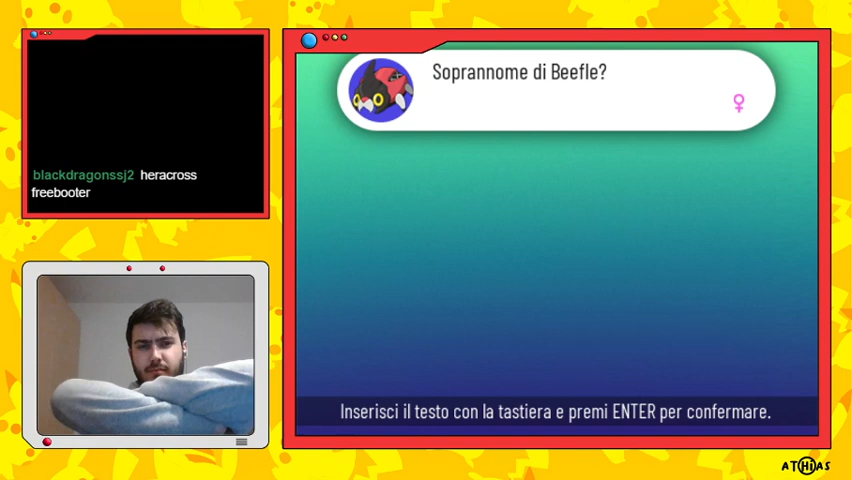 Soprannome di Beefle?
♀
blackdragonssj2 heracross
freebooter
Inserisci il testo con la tastiera e premi ENTER per confermare.
ATHIAS